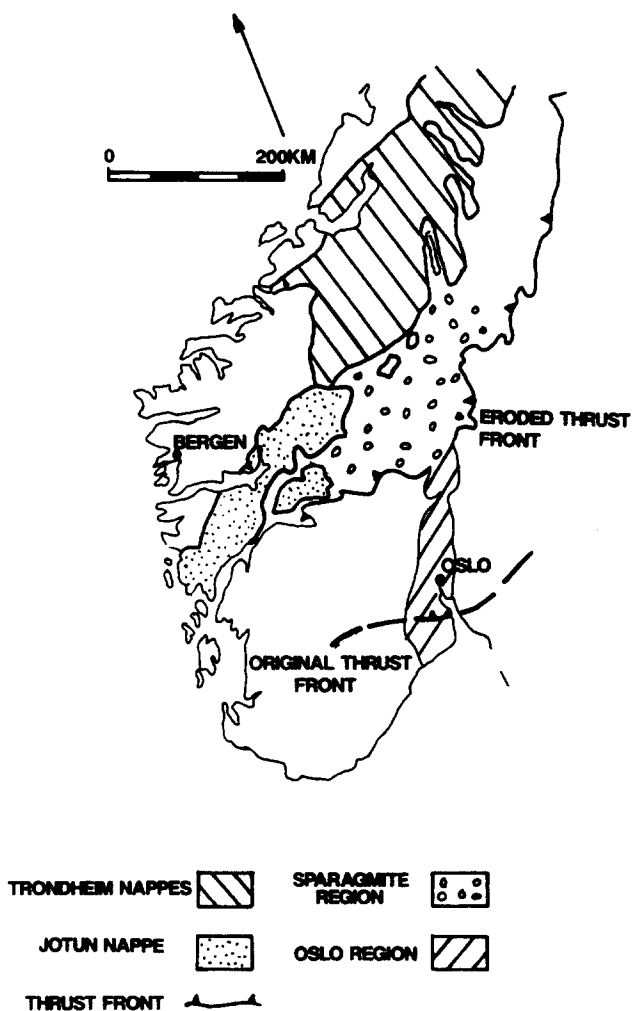 0 200KM
BERGEN
ERODED THRUST
FRONT
OSLO
ORIGINAL THRUST
FRONT
TRONDHEIM NAPPES
SPARAGMITE
REGION
JOTUN NAPPE
OSLO REGION
THRUST FRONT